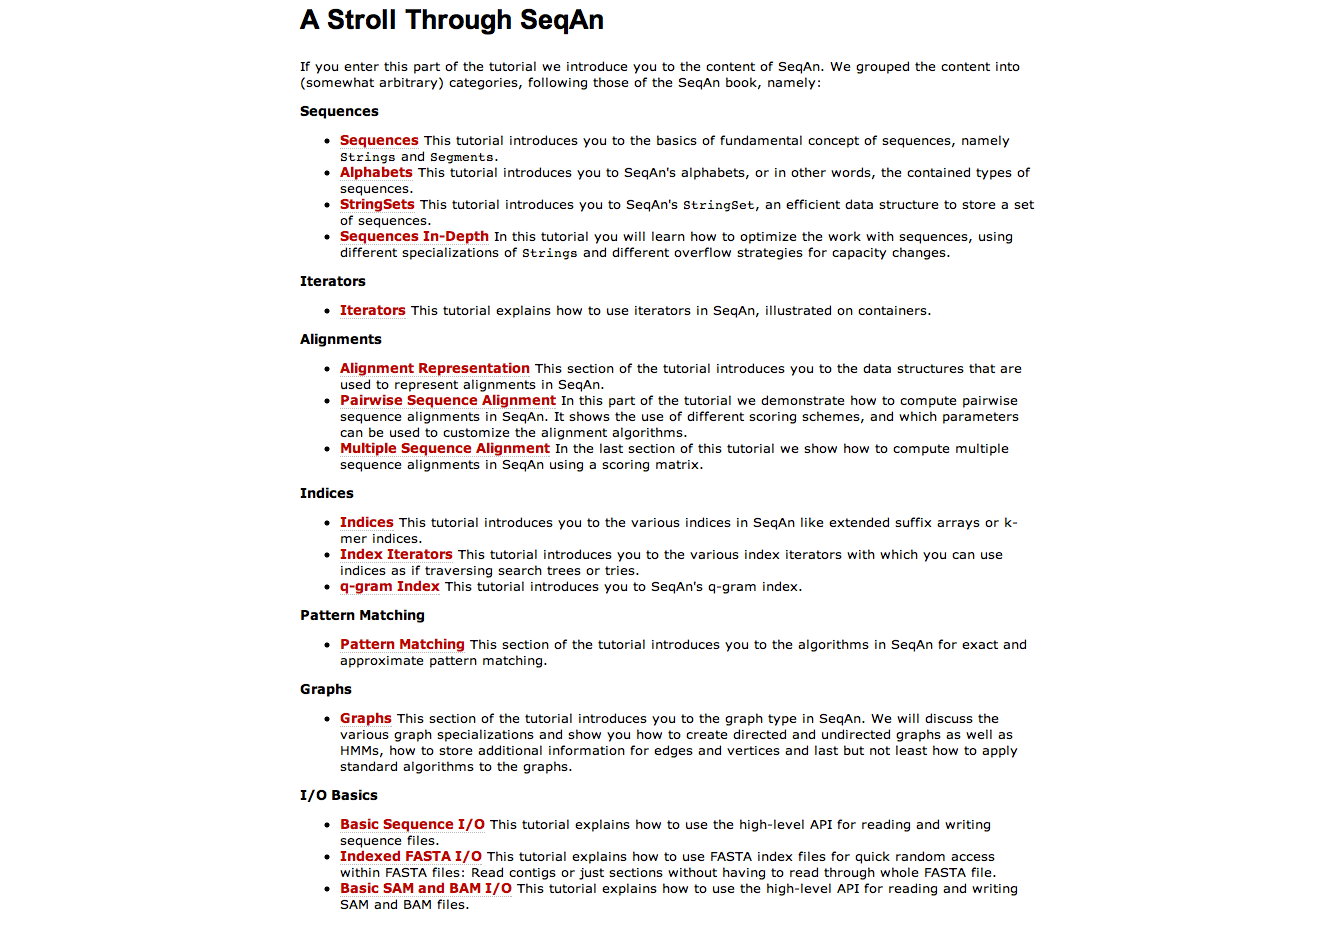 A Stroll Through SeqAn
If you enter this part of the tutorial we introduce you to the content of SeqAn. We grouped the content into
(somewhat arbitrary) categories, following those of the SeqAn book, namely:
Sequences
• Sequences This tutorial introduces you to the basics of fundamental concept of sequences, namely
Strings and Segments.
• Alphabets This tutorial introduces you to SeqAn's alphabets, or in other words, the contained types of
sequences.
• StringSets This tutorial introduces you to SeqAn's StringSet, an efficient data structure to store a set
of sequences.
• Sequences In-Depth In this tutorial you will learn how to optimize the work with sequences, using
different specializations of Strings and different overflow strategies for capacity changes.
Iterators
• Iterators This tutorial explains how to use iterators in SeqAn, illustrated on containers.
Alignments
• Alignment Representation This section of the tutorial introduces you to the data structures that are
used to represent alignments in SeqAn.
• Pairwise Sequence Alignment In this part of the tutorial we demonstrate how to compute pairwise
sequence alignments in SeqAn. It shows the use of different scoring schemes, and which parameters
can be used to customize the alignment algorithms.
• Multiple Sequence Alignment In the last section of this tutorial we show how to compute multiple
sequence alignments in SeqAn using a scoring matrix.
Indices
• Indices This tutorial introduces you to the various indices in SeqAn like extended suffix arrays or k-
mer indices.
• Index Iterators This tutorial introduces you to the various index iterators with which you can use
indices as if traversing search trees or tries.
• q-gram Index This tutorial introduces you to SeqAn's q-gram index.
Pattern Matching
• Pattern Matching This section of the tutorial introduces you to the algorithms in SeqAn for exact and
approximate pattern matching.
Graphs
• Graphs This section of the tutorial introduces you to the graph type in SeqAn. We will discuss the
various graph specializations and show you how to create directed and undirected graphs as well as
HMMs, how to store additional information for edges and vertices and last but not least how to apply
standard algorithms to the graphs.
I/O Basics
• Basic Sequence I/O This tutorial explains how to use the high-level API for reading and writing
sequence files.
• Indexed FASTA I/O This tutorial explains how to use FASTA index files for quick random access
within FASTA files: Read contigs or just sections without having to read through whole FASTA file.
• Basic SAM and BAM I/O This tutorial explains how to use the high-level API for reading and writing
SAM and BAM files.